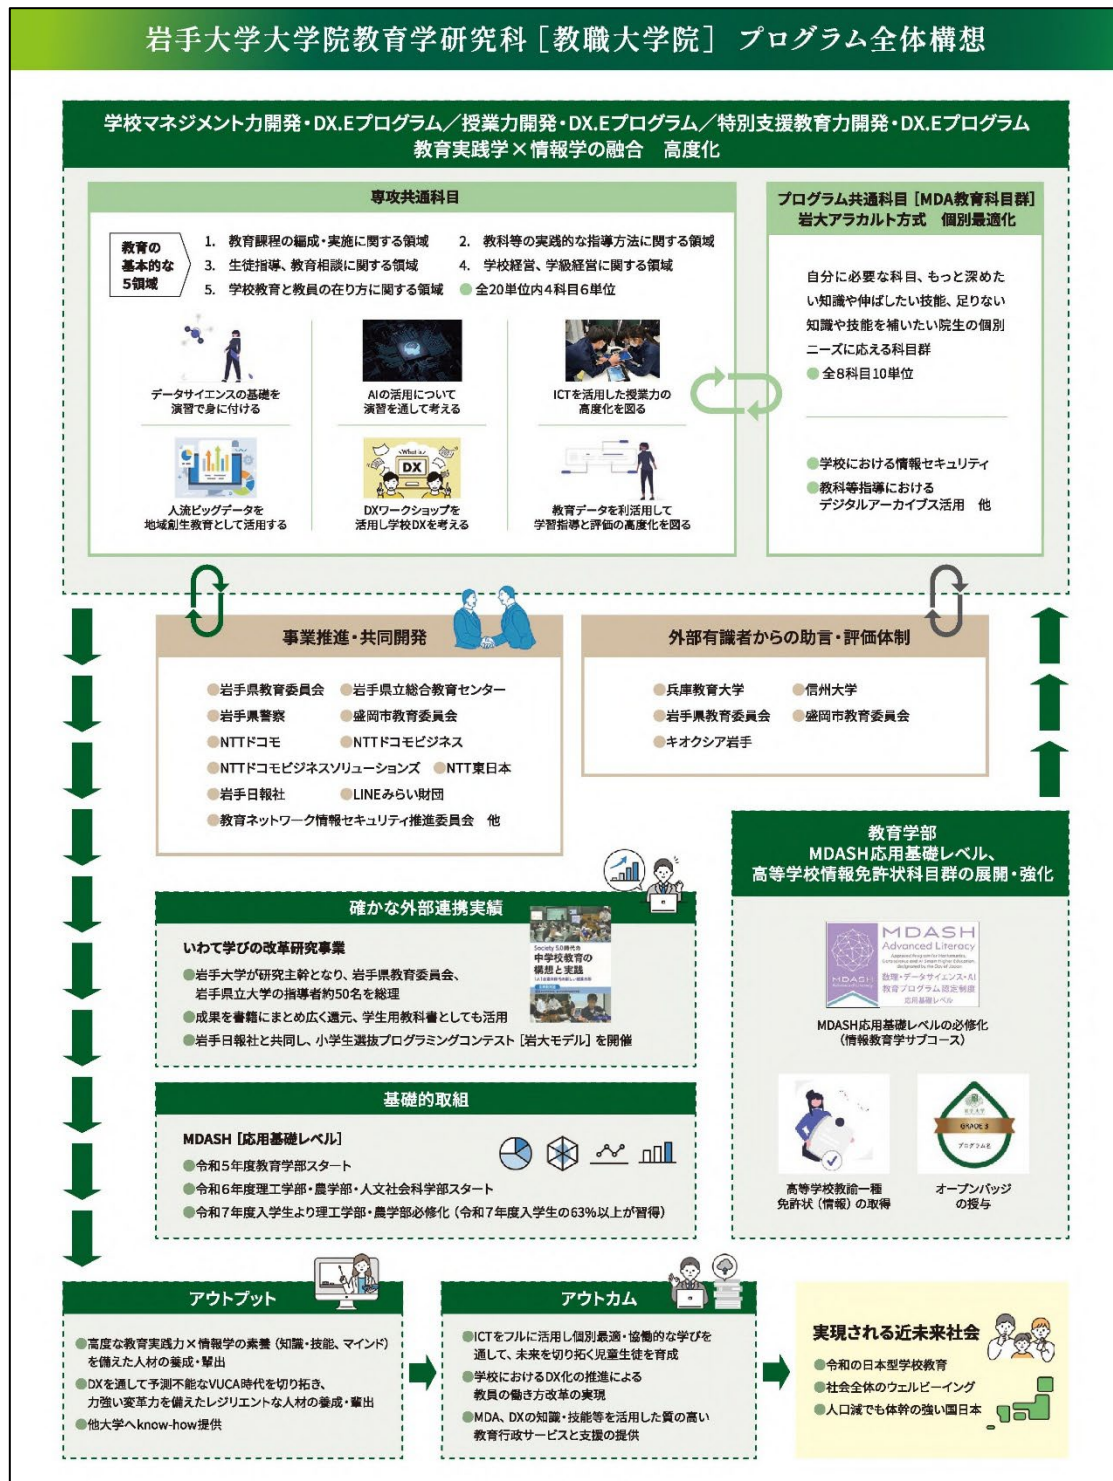 岩手大学大学院教育学研究科［教職大学院］ プログラム全体構想
学校マネジメント力開発・DX.Eプログラム／授業力開発・DX.Eプログラム／特別支援教育力開発・DX.Eプログラム
教育実践学×情報学の融合　高度化
専攻共通科目
教育の
基本的な
5領域
1. 教育課程の編成・実施に関する領域
2. 教科等の実践的な指導方法に関する領域
3. 生徒指導、教育相談に関する領域
4. 学校経営、学級経営に関する領域
5. 学校教育と教員の在り方に関する領域
●全20単位内4科目6単位
データサイエンスの基礎を
演習で身に付ける
AIの活用について
演習を通して考える
ICTを活用した授業力の
高度化を図る
What is
DX
人流ビッグデータを
地域創生教育として活用する
DXワークショップを
活用し学校DXを考える
教育データを利活用して
学習指導と評価の高度化を図る
プログラム共通科目［MDA教育科目群］
岩大アラカルト方式　個別最適化
自分に必要な科目、もっと深めた
い知識や伸ばしたい技能、足りない
知識や技能を補いたい院生の個別
ニーズに応える科目群
●全8科目10単位
●学校における情報セキュリティ
●教科等指導における
デジタルアーカイブス活用　他
事業推進・共同開発
●岩手県教育委員会　●岩手県立総合教育センター
●岩手県警察　●盛岡市教育委員会
●NTTドコモ　●NTTドコモビジネス
●NTTドコモビジネスソリューションズ　●NTT東日本
●岩手日報社　●LINEみらい財団
●教育ネットワーク情報セキュリティ推進委員会　他
外部有識者からの助言・評価体制
●兵庫教育大学　●信州大学
●岩手県教育委員会　●盛岡市教育委員会
●キオクシア岩手
確かな外部連携実績
いわて学びの改革研究事業
●岩手大学が研究主幹となり、岩手県教育委員会、
岩手県立大学の指導者約50名を総理
●成果を書籍にまとめ広く還元、学生用教科書としても活用
●岩手日報社と共同し、小学生選抜プログラミングコンテスト［岩大モデル］を開催
Society 5.0時代の
中学校教育の
構想と実践
基礎的取組
MDASH［応用基礎レベル］
●令和5年度教育学部スタート
●令和6年度理工学部・農学部・人文社会科学部スタート
●令和7年度入学生より理工学部・農学部必修化（令和7年度入学生の63%以上が習得）
教育学部
MDASH応用基礎レベル、
高等学校情報免許状科目群の展開・強化
MDASH
Advanced Literacy
MDASH
数理・データサイエンス・AI
教育プログラム認定制度
応用基礎レベル
MDASH応用基礎レベルの必修化
（情報教育学サブコース）
GRADE 3
プログラム名
高等学校教諭一種
免許状（情報）の取得
オープンバッジ
の授与
アウトプット
●高度な教育実践力×情報学の素養（知識・技能、マインド）
を備えた人材の養成・輩出
●DXを通して予測不能なVUCA時代を切り拓き、
力強い変革力を備えたレジリエントな人材の養成・輩出
●他大学へknow-how提供
アウトカム
●ICTをフルに活用し個別最適・協働的な学びを
通して、未来を切り拓く児童生徒を育成
●学校におけるDX化の推進による
教員の働き方改革の実現
●MDA、DXの知識・技能等を活用した質の高い
教育行政サービスと支援の提供
実現される近未来社会
●令和の日本型学校教育
●社会全体のウェルビーイング
●人口減でも体幹の強い国日本